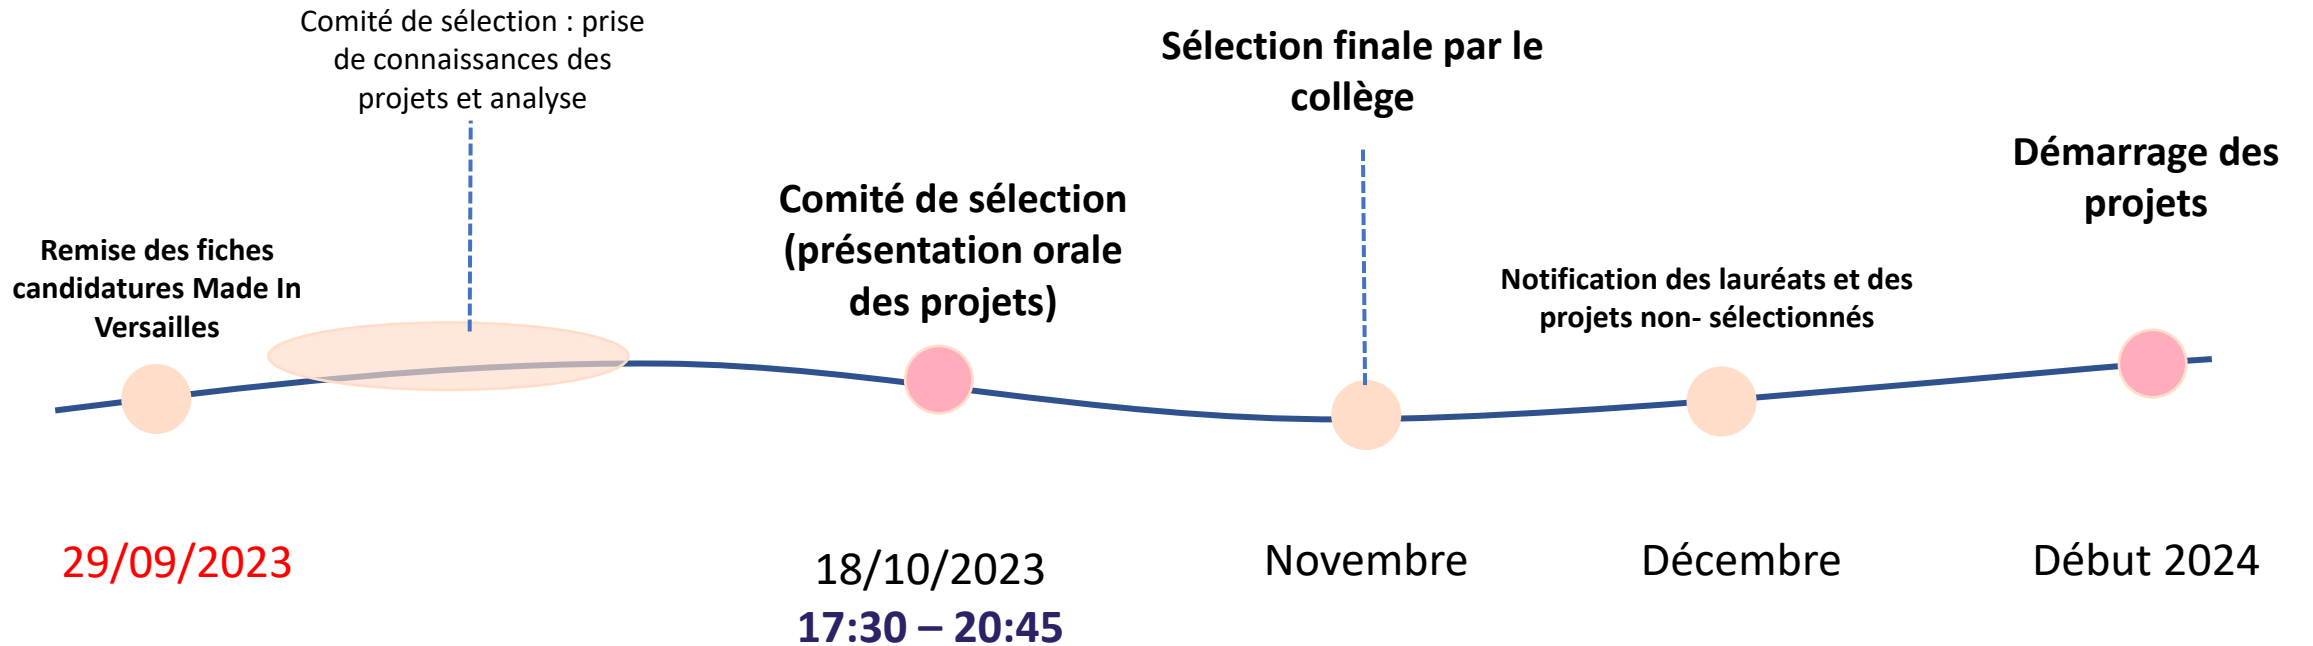 Comité de sélection : prise
de connaissances des
projets et analyse
Sélection finale par le
collège
Démarrage des
projets
Comité de sélection
(présentation orale
des projets)
Remise des fiches
candidatures Made In
Versailles
Notification des lauréats et des
projets non- sélectionnés
29/09/2023
18/10/2023
17:30 – 20:45
Novembre
Décembre
Début 2024